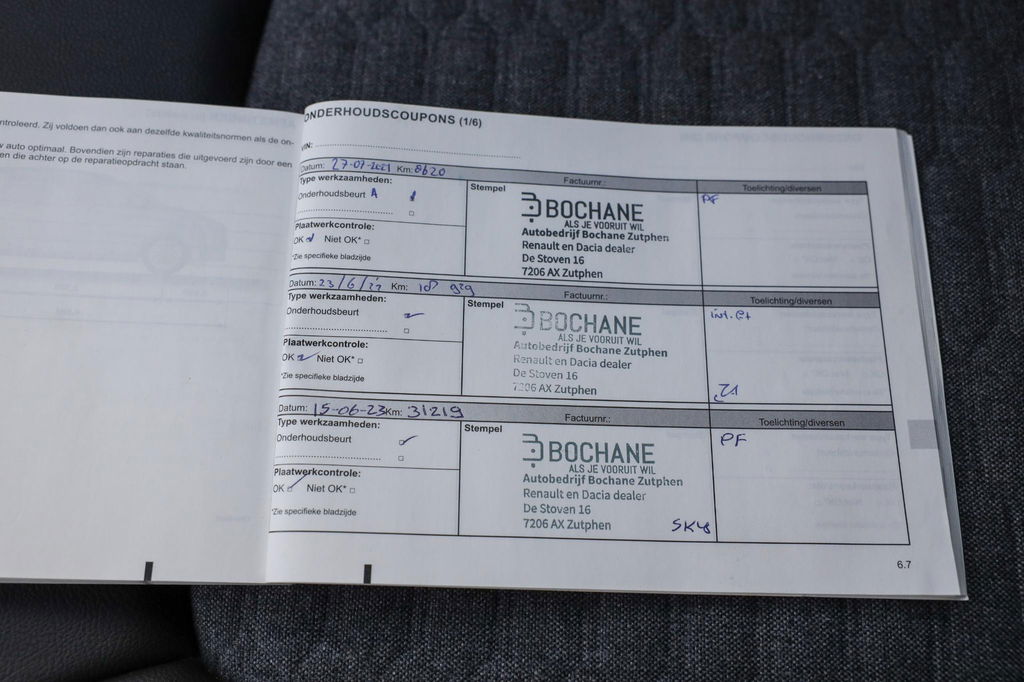 ntroleerd. Zij voldoen dan ook aan dezelfde kwaliteitsnormen als de on-
auto optimaal. Bovendien zijn reparaties die uitgevoerd zijn door een
en die achter op de reparatieopdracht staan.
ONDERHOUDSCOUPONS (1/6)
VIN:
Datum: 27-07-2021 Km: 8620 Factuurnr.: Toelichting/diversen
Type werkzaamheden:
Onderhoudsbeurt A
Plaatwerkcontrole:
OK Niet OK*
*Zie specifieke bladzijde
Stempel
BOCHANE
ALS JE VOORUIT WIL
Autobedrijf Bochane Zutphen
Renault en Dacia dealer
De Stoven 16
7206 AX Zutphen
PF
Datum: 23/6/22 Km: Factuurnr.: Toelichting/diversen
Type werkzaamheden:
Onderhoudsbeurt
Plaatwerkcontrole:
OK Niet OK*
*Zie specifieke bladzijde
Stempel
BOCHANE
ALS JE VOORUIT WIL
Autobedrijf Bochane Zutphen
Renault en Dacia dealer
De Stoven 16
7206 AX Zutphen
Datum: 15-06-23 Km: 31219 Factuurnr.: Toelichting/diversen
Type werkzaamheden:
Onderhoudsbeurt
Plaatwerkcontrole:
OK Niet OK*
*Zie specifieke bladzijde
Stempel
BOCHANE
ALS JE VOORUIT WIL
Autobedrijf Bochane Zutphen
Renault en Dacia dealer
De Stoven 16
7206 AX Zutphen
PF
6.7